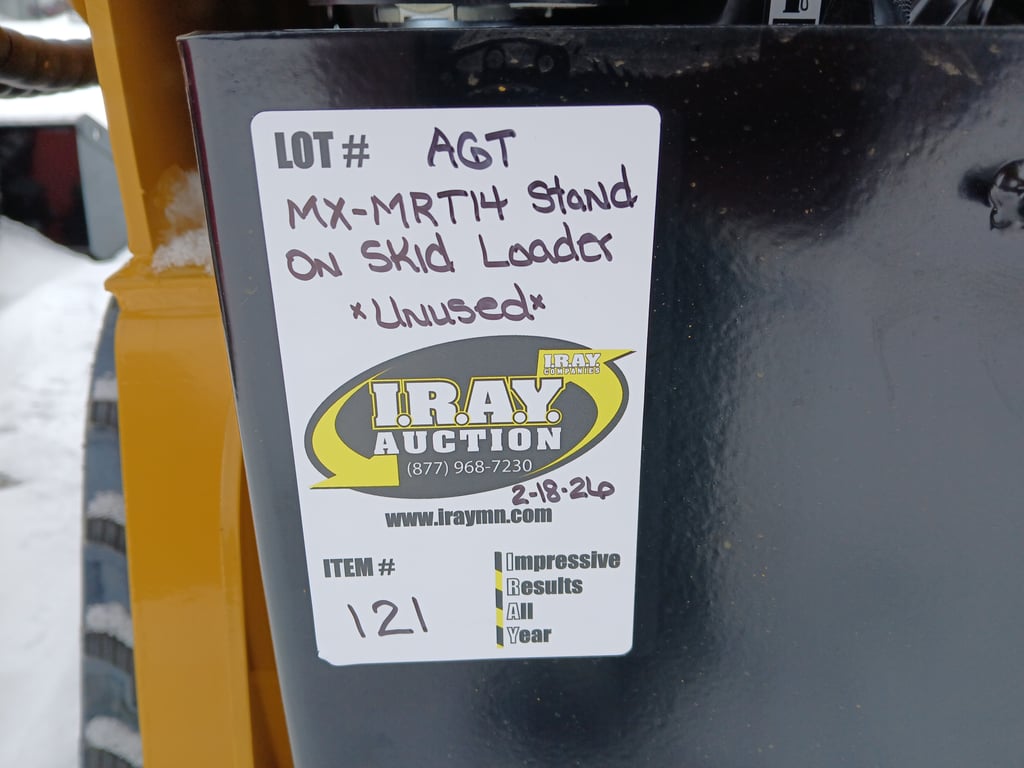 LOT # AGT
MX-MRT14 Stand
ON SKid Loader
*Unused*
I.R.A.Y.
COMPANIES
I.R.A.Y.
AUCTION
(877) 968-7230
2-18-26
www.iraymn.com
ITEM #
121
Impressive
Results
All
Year